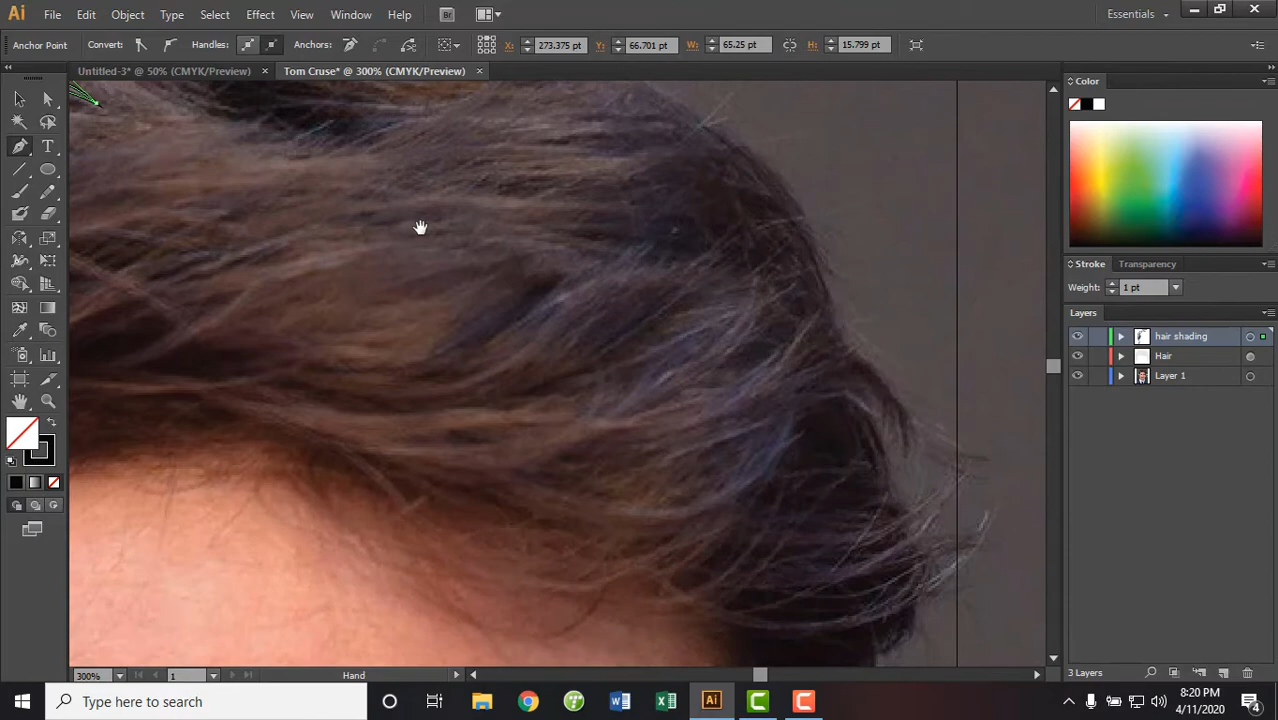 Ai File Edit Object Type Select Effect View Window Help Br Essentials
Anchor Point Convert: Handles: Anchors: X: 273.375 pt Y: 66.701 pt W: 65.25 pt H: 15.799 pt
Untitled-3* @ 50% (CMYK/Preview) Tom Cruse* @ 300% (CMYK/Preview)
Color
Stroke Transparency
Weight: 1 pt
Layers
hair shading
Hair
Layer 1
300% 1 Hand 3 Layers
Type here to search
8:20 PM
4/11/2020
4